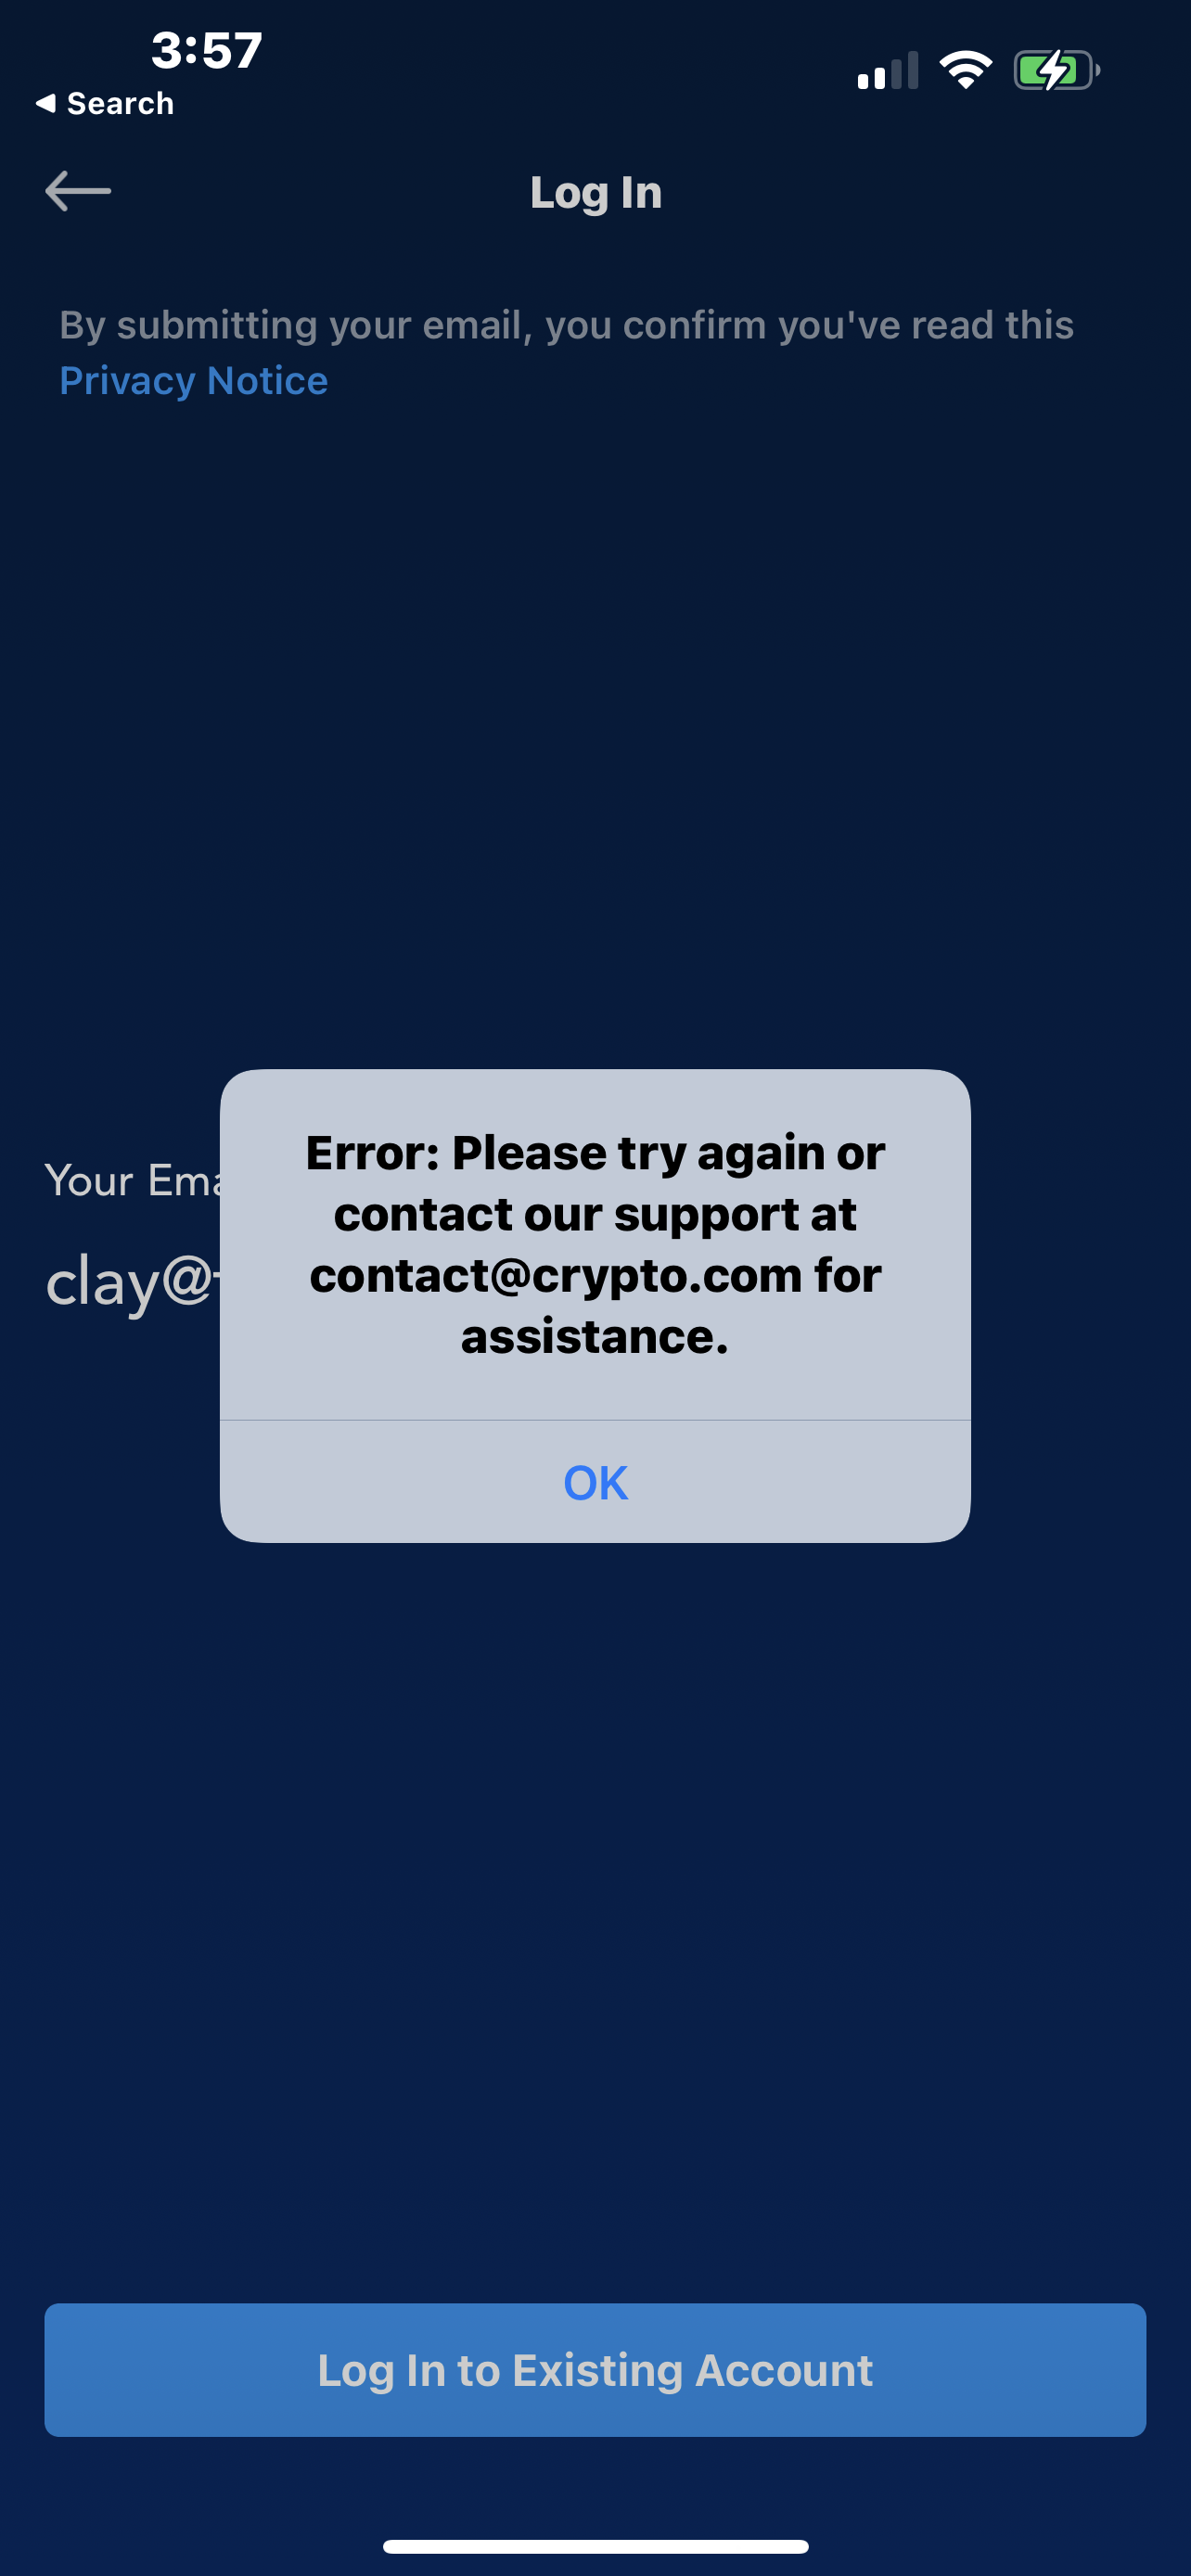 3:57
Search
Log In
By submitting your email, you confirm you've read this
Privacy Notice
Error: Please try again or
contact our support at
contact@crypto.com for
assistance.
Your Ema
clay@
OK
Log In to Existing Account